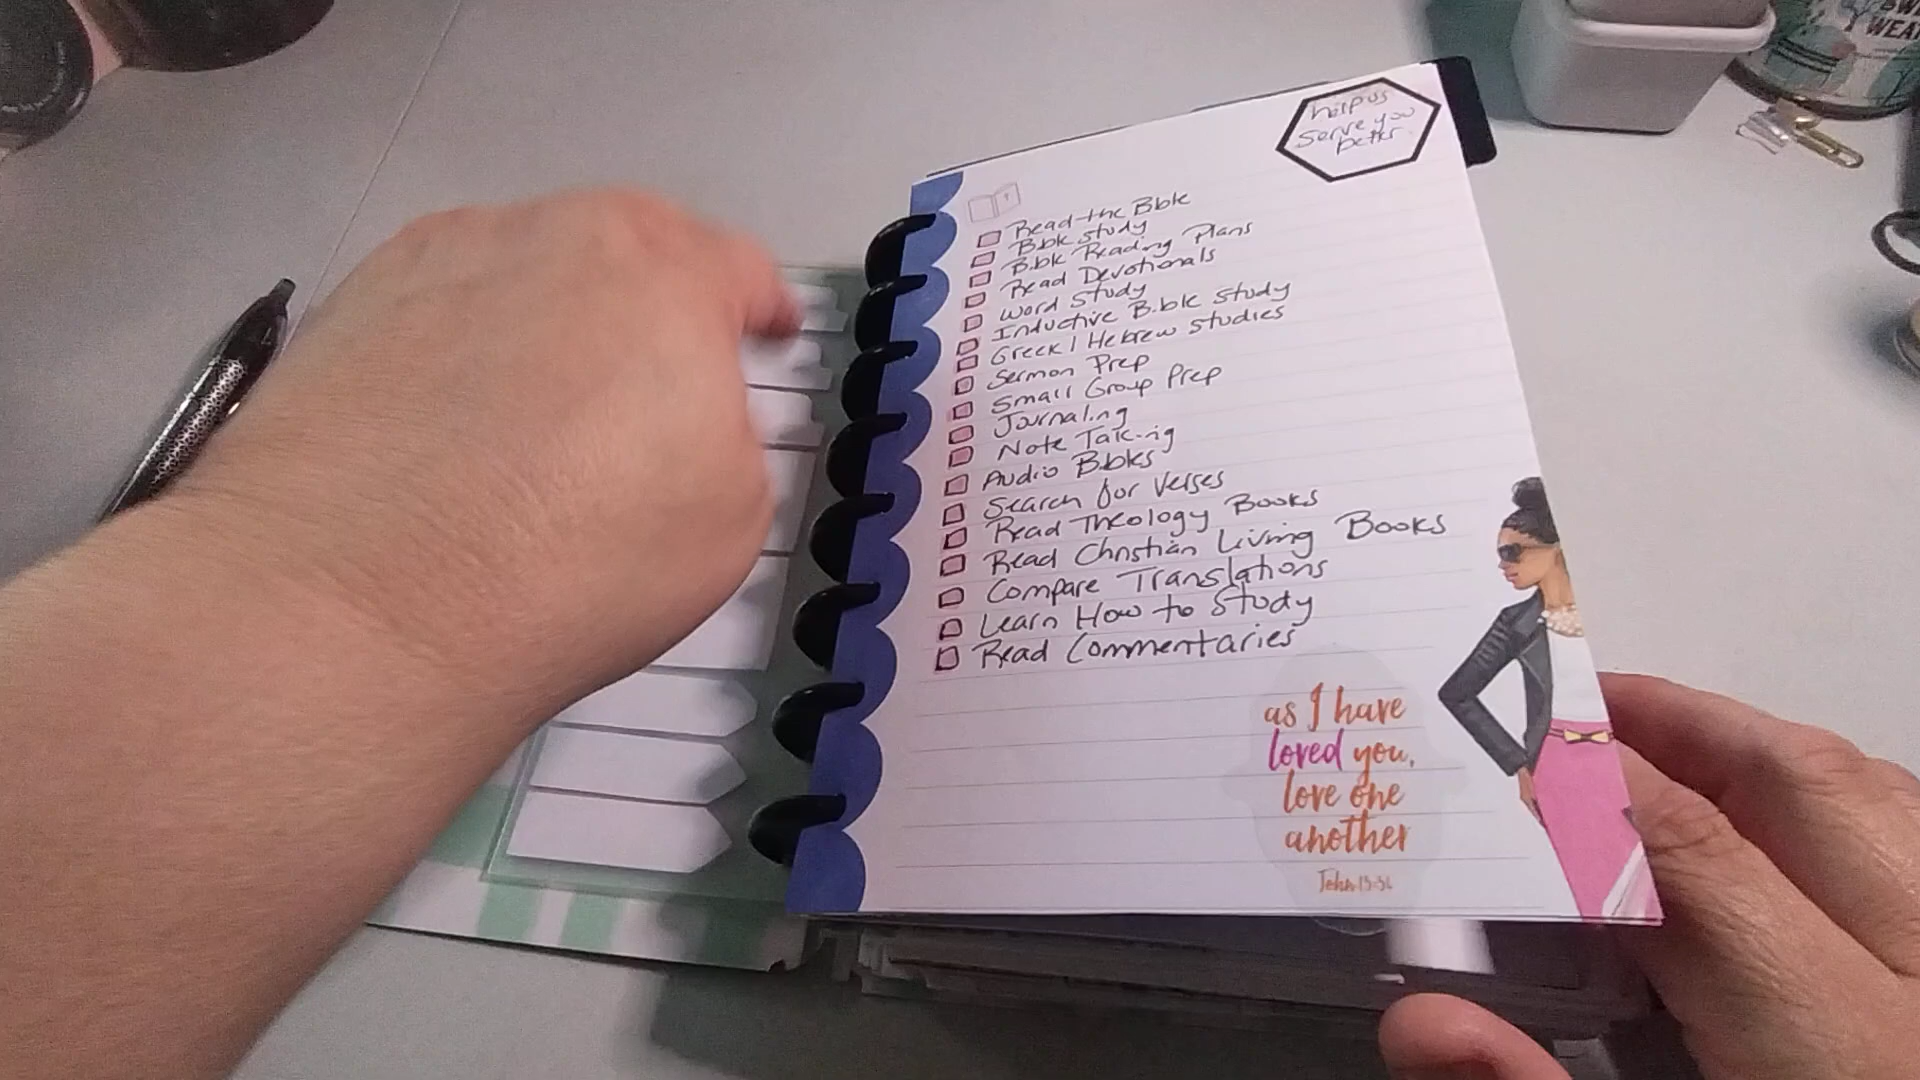 help us
serve you
better
Read the Bible
Bible study
Bible Reading Plans
Read Devotionals
Word Study
Inductive Bible Study
Greek / Hebrew Studies
Sermon Prep
Small Group Prep
Journaling
Note Taking
Audio Bibles
Search for Verses
Read Theology Books
Read Christian Living Books
Compare Translations
Learn How to Study
Read Commentaries
as I have
loved you,
love one
another
John 13:34